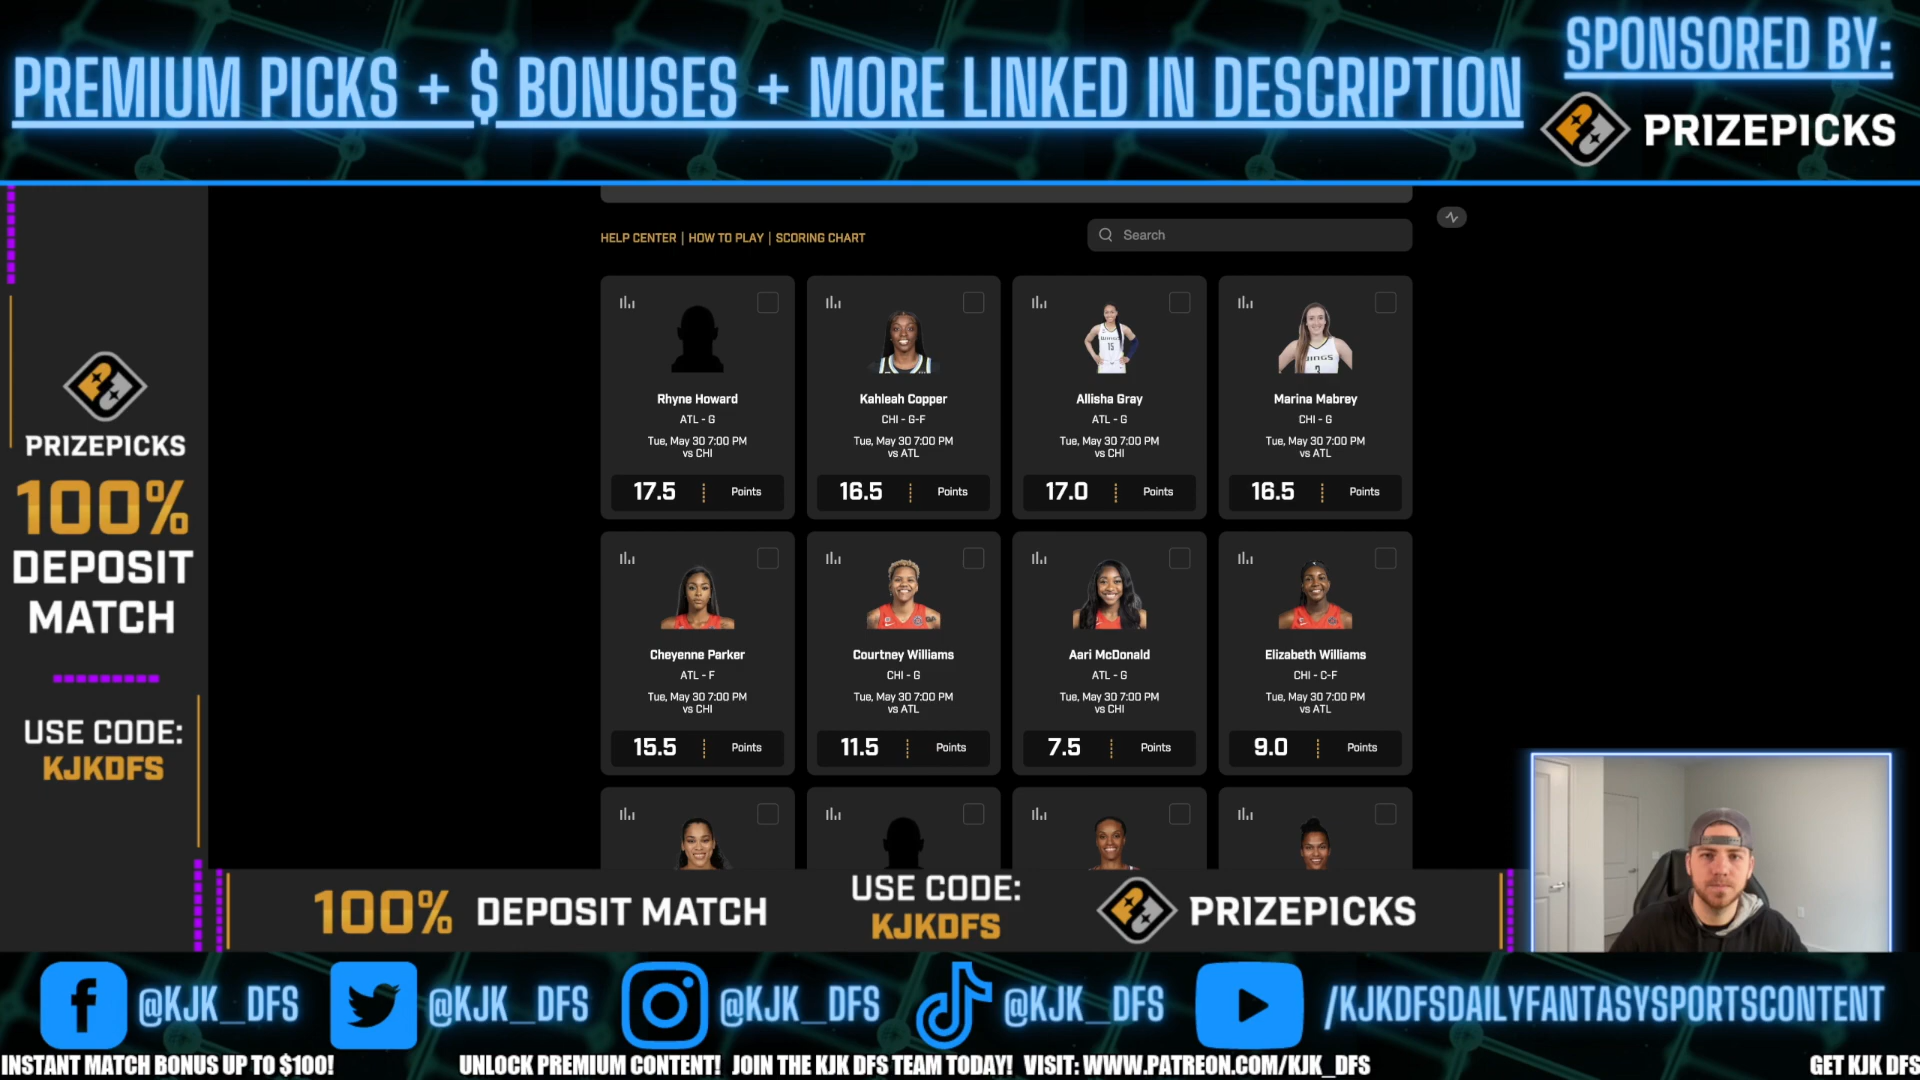 PREMIUM PICKS + $ BONUSES + MORE LINKED IN DESCRIPTION
SPONSORED BY:
PRIZEPICKS
HELP CENTER | HOW TO PLAY | SCORING CHART
Search
Rhyne Howard
ATL - G
Tue, May 30 7:00 PM
vs CHI
17.5 Points
Kahleah Copper
CHI - G-F
Tue, May 30 7:00 PM
vs ATL
16.5 Points
15
Allisha Gray
ATL - G
Tue, May 30 7:00 PM
vs CHI
17.0 Points
Marina Mabrey
CHI - G
Tue, May 30 7:00 PM
vs ATL
16.5 Points
Cheyenne Parker
ATL - F
Tue, May 30 7:00 PM
vs CHI
15.5 Points
Courtney Williams
CHI - G
Tue, May 30 7:00 PM
vs ATL
11.5 Points
Aari McDonald
ATL - G
Tue, May 30 7:00 PM
vs CHI
7.5 Points
Elizabeth Williams
CHI - C-F
Tue, May 30 7:00 PM
vs ATL
9.0 Points
PRIZEPICKS
100%
DEPOSIT
MATCH
USE CODE:
KJKDFS
100% DEPOSIT MATCH
USE CODE:
KJKDFS
PRIZEPICKS
@KJK_DFS
@KJK_DFS
@KJK_DFS
@KJK_DFS
/KJKDFSDAILYFANTASYSPORTSCONTENT
INSTANT MATCH BONUS UP TO $100! UNLOCK PREMIUM CONTENT! JOIN THE KJK DFS TEAM TODAY! VISIT: WWW.PATREON.COM/KJK_DFS GET KJK DFS